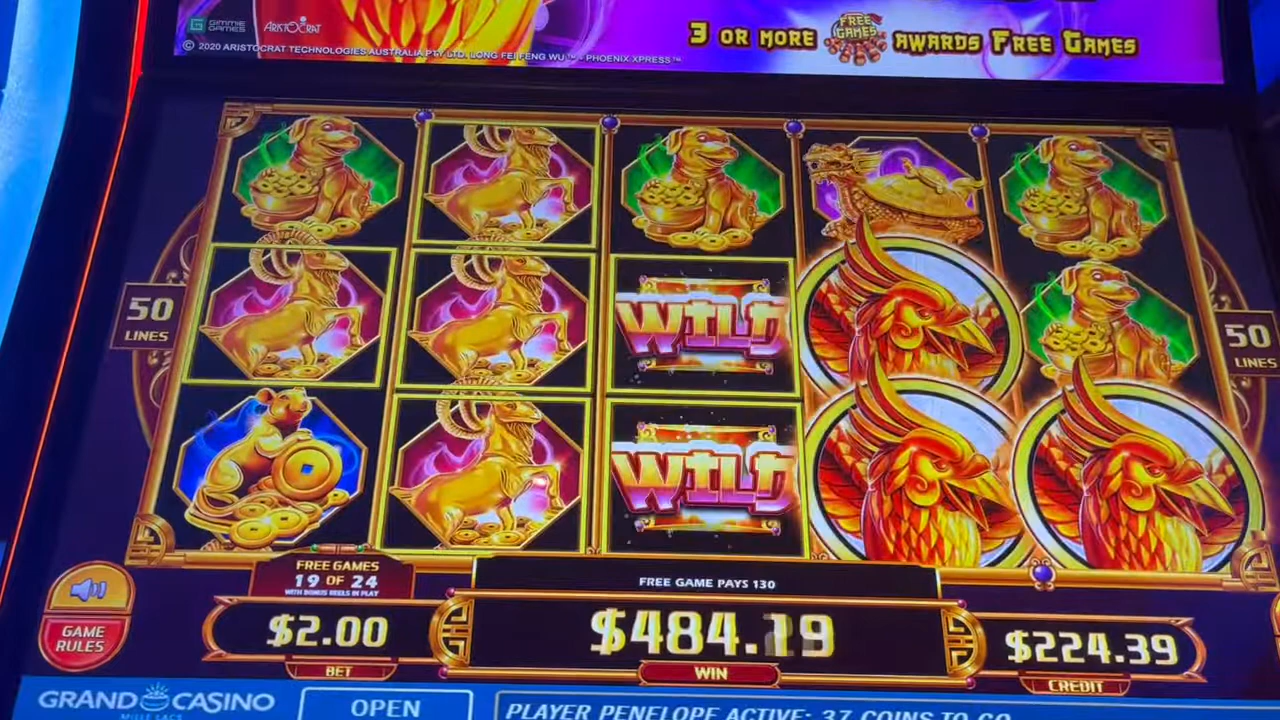 GIMMIE GAMES
ARISTOCRAT
© 2020 ARISTOCRAT TECHNOLOGIES AUSTRALIA PTY LTD. LONG FEI FENG WU™ - PHOENIX XPRESS™
3 OR MORE FREE GAMES AWARDS FREE GAMES
50 LINES
WILD
50 LINES
WILD
FREE GAMES
19 OF 24
WITH BONUS REELS IN PLAY
FREE GAME PAYS 130
GAME RULES
$2.00
BET
$484.19
WIN
$224.39
CREDIT
GRAND CASINO
MILLE LACS
OPEN
PLAYER PENELOPE ACTIVE: 37 COINS TO GO